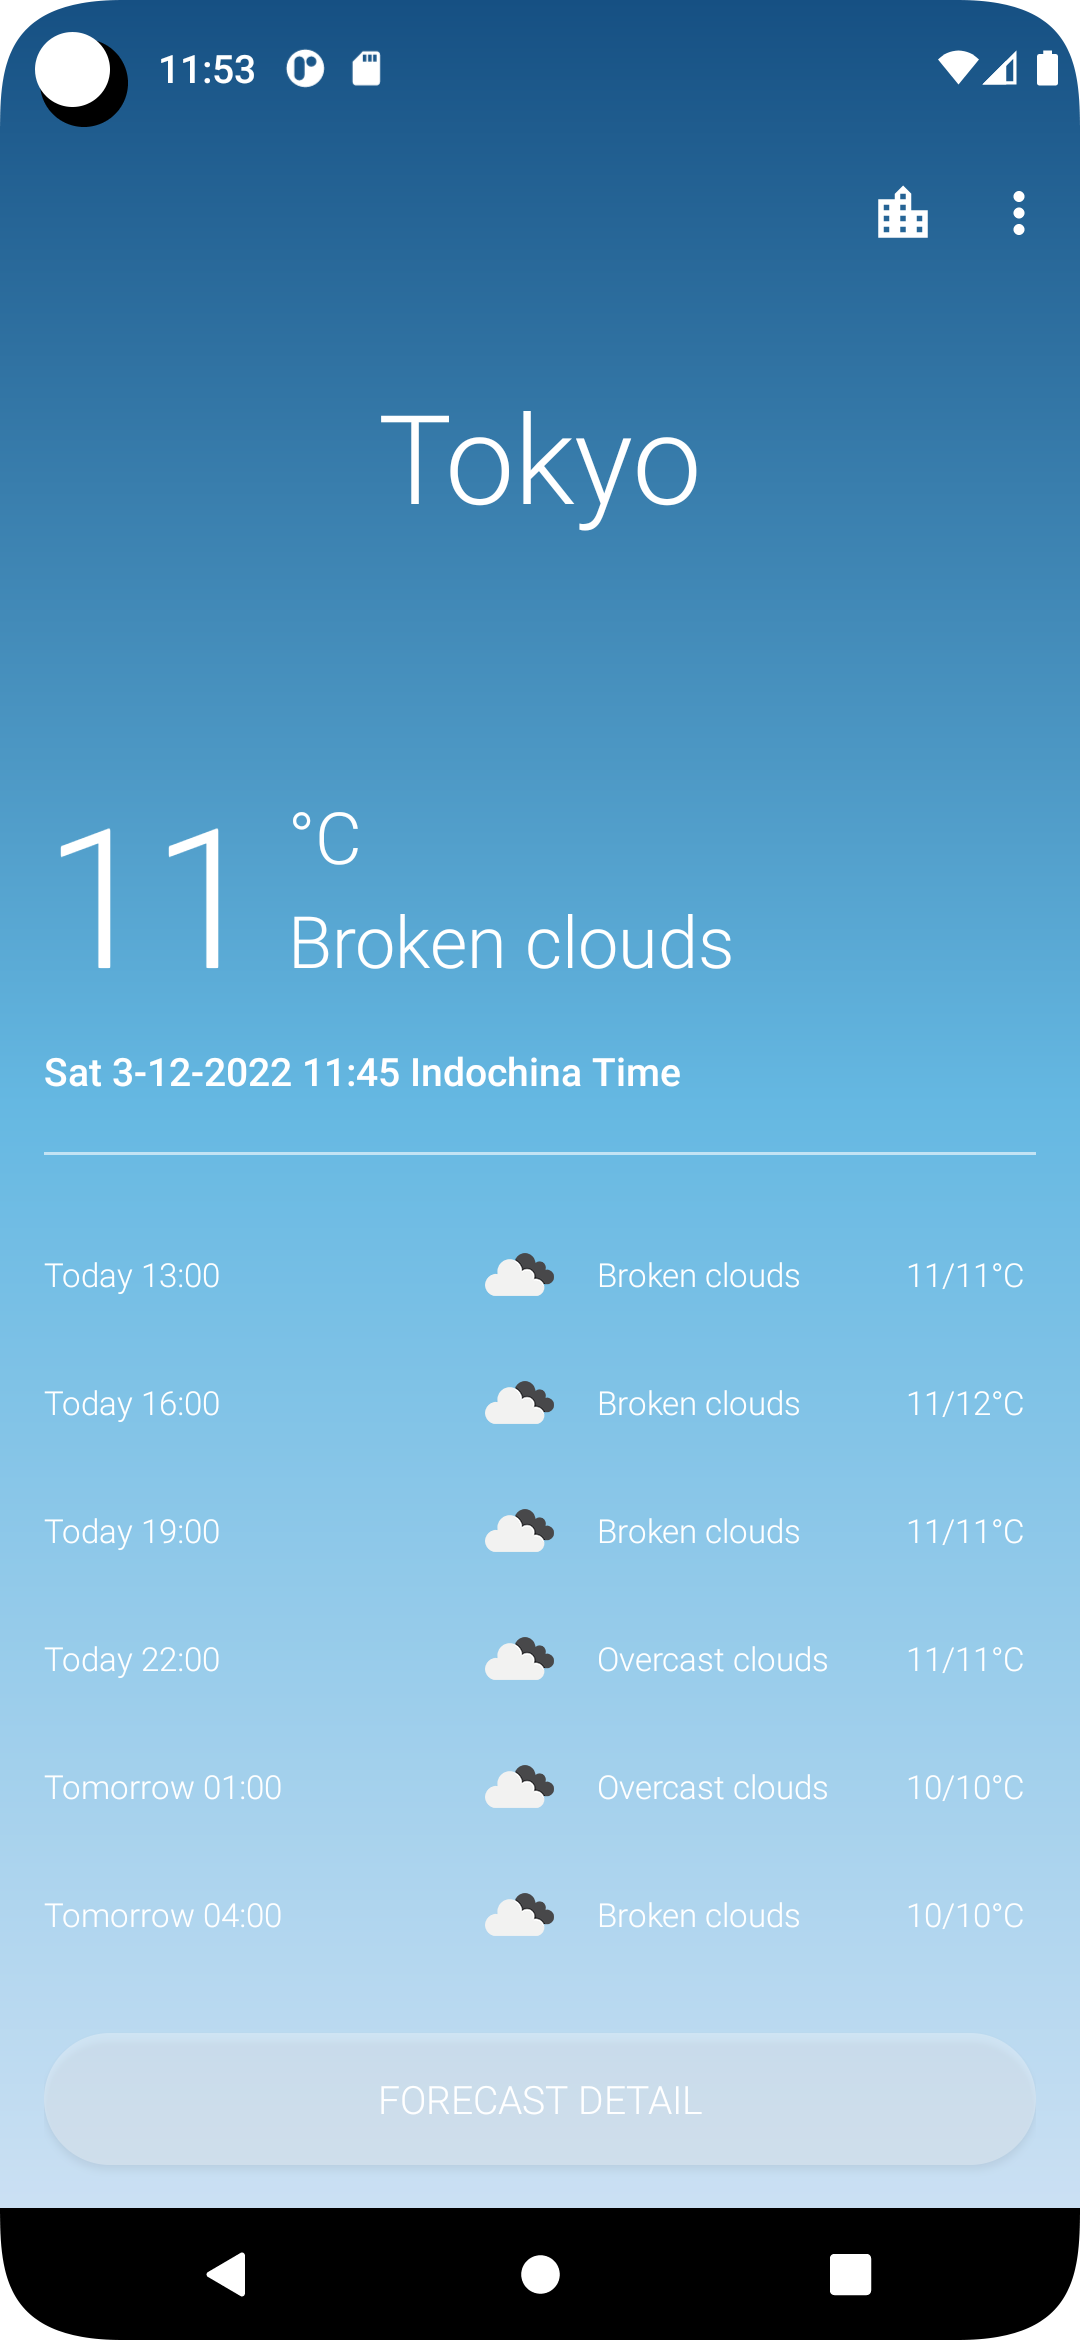 11:53
Tokyo
11 °C
Broken clouds
Sat 3-12-2022 11:45 Indochina Time
Today 13:00 Broken clouds 11/11°C
Today 16:00 Broken clouds 11/12°C
Today 19:00 Broken clouds 11/11°C
Today 22:00 Overcast clouds 11/11°C
Tomorrow 01:00 Overcast clouds 10/10°C
Tomorrow 04:00 Broken clouds 10/10°C
FORECAST DETAIL